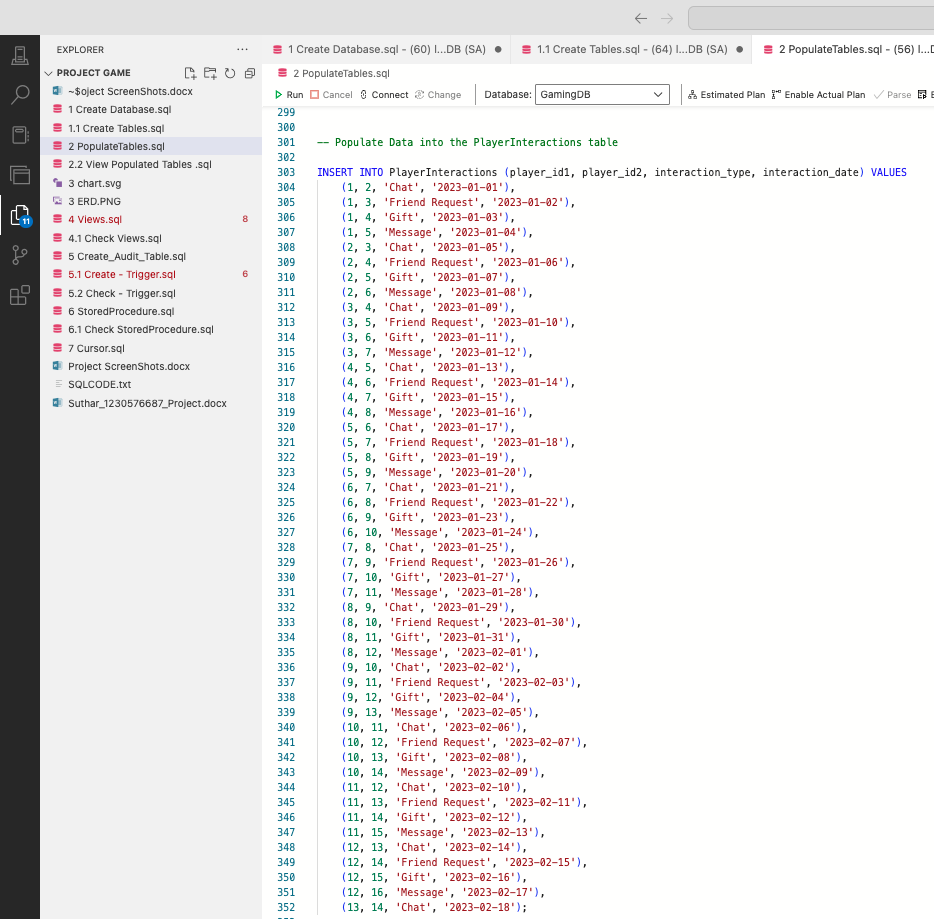 EXPLORER
PROJECT GAME
~$oject ScreenShots.docx
1 Create Database.sql
1.1 Create Tables.sql
2 PopulateTables.sql
2.2 View Populated Tables .sql
3 chart.svg
3 ERD.PNG
4 Views.sql 8
4.1 Check Views.sql
5 Create_Audit_Table.sql
5.1 Create - Trigger.sql 6
5.2 Check - Trigger.sql
6 StoredProcedure.sql
6.1 Check StoredProcedure.sql
7 Cursor.sql
Project ScreenShots.docx
SQLCODE.txt
Suthar_1230576687_Project.docx
11
1 Create Database.sql - (60) l...DB (SA) 1.1 Create Tables.sql - (64) l...DB (SA) 2 PopulateTables.sql - (56) l...D
2 PopulateTables.sql
Run Cancel Connect Change Database: GamingDB Estimated Plan Enable Actual Plan Parse E
299
300
301 -- Populate Data into the PlayerInteractions table
302
303 INSERT INTO PlayerInteractions (player_id1, player_id2, interaction_type, interaction_date) VALUES
304 (1, 2, 'Chat', '2023-01-01'),
305 (1, 3, 'Friend Request', '2023-01-02'),
306 (1, 4, 'Gift', '2023-01-03'),
307 (1, 5, 'Message', '2023-01-04'),
308 (2, 3, 'Chat', '2023-01-05'),
309 (2, 4, 'Friend Request', '2023-01-06'),
310 (2, 5, 'Gift', '2023-01-07'),
311 (2, 6, 'Message', '2023-01-08'),
312 (3, 4, 'Chat', '2023-01-09'),
313 (3, 5, 'Friend Request', '2023-01-10'),
314 (3, 6, 'Gift', '2023-01-11'),
315 (3, 7, 'Message', '2023-01-12'),
316 (4, 5, 'Chat', '2023-01-13'),
317 (4, 6, 'Friend Request', '2023-01-14'),
318 (4, 7, 'Gift', '2023-01-15'),
319 (4, 8, 'Message', '2023-01-16'),
320 (5, 6, 'Chat', '2023-01-17'),
321 (5, 7, 'Friend Request', '2023-01-18'),
322 (5, 8, 'Gift', '2023-01-19'),
323 (5, 9, 'Message', '2023-01-20'),
324 (6, 7, 'Chat', '2023-01-21'),
325 (6, 8, 'Friend Request', '2023-01-22'),
326 (6, 9, 'Gift', '2023-01-23'),
327 (6, 10, 'Message', '2023-01-24'),
328 (7, 8, 'Chat', '2023-01-25'),
329 (7, 9, 'Friend Request', '2023-01-26'),
330 (7, 10, 'Gift', '2023-01-27'),
331 (7, 11, 'Message', '2023-01-28'),
332 (8, 9, 'Chat', '2023-01-29'),
333 (8, 10, 'Friend Request', '2023-01-30'),
334 (8, 11, 'Gift', '2023-01-31'),
335 (8, 12, 'Message', '2023-02-01'),
336 (9, 10, 'Chat', '2023-02-02'),
337 (9, 11, 'Friend Request', '2023-02-03'),
338 (9, 12, 'Gift', '2023-02-04'),
339 (9, 13, 'Message', '2023-02-05'),
340 (10, 11, 'Chat', '2023-02-06'),
341 (10, 12, 'Friend Request', '2023-02-07'),
342 (10, 13, 'Gift', '2023-02-08'),
343 (10, 14, 'Message', '2023-02-09'),
344 (11, 12, 'Chat', '2023-02-10'),
345 (11, 13, 'Friend Request', '2023-02-11'),
346 (11, 14, 'Gift', '2023-02-12'),
347 (11, 15, 'Message', '2023-02-13'),
348 (12, 13, 'Chat', '2023-02-14'),
349 (12, 14, 'Friend Request', '2023-02-15'),
350 (12, 15, 'Gift', '2023-02-16'),
351 (12, 16, 'Message', '2023-02-17'),
352 (13, 14, 'Chat', '2023-02-18');